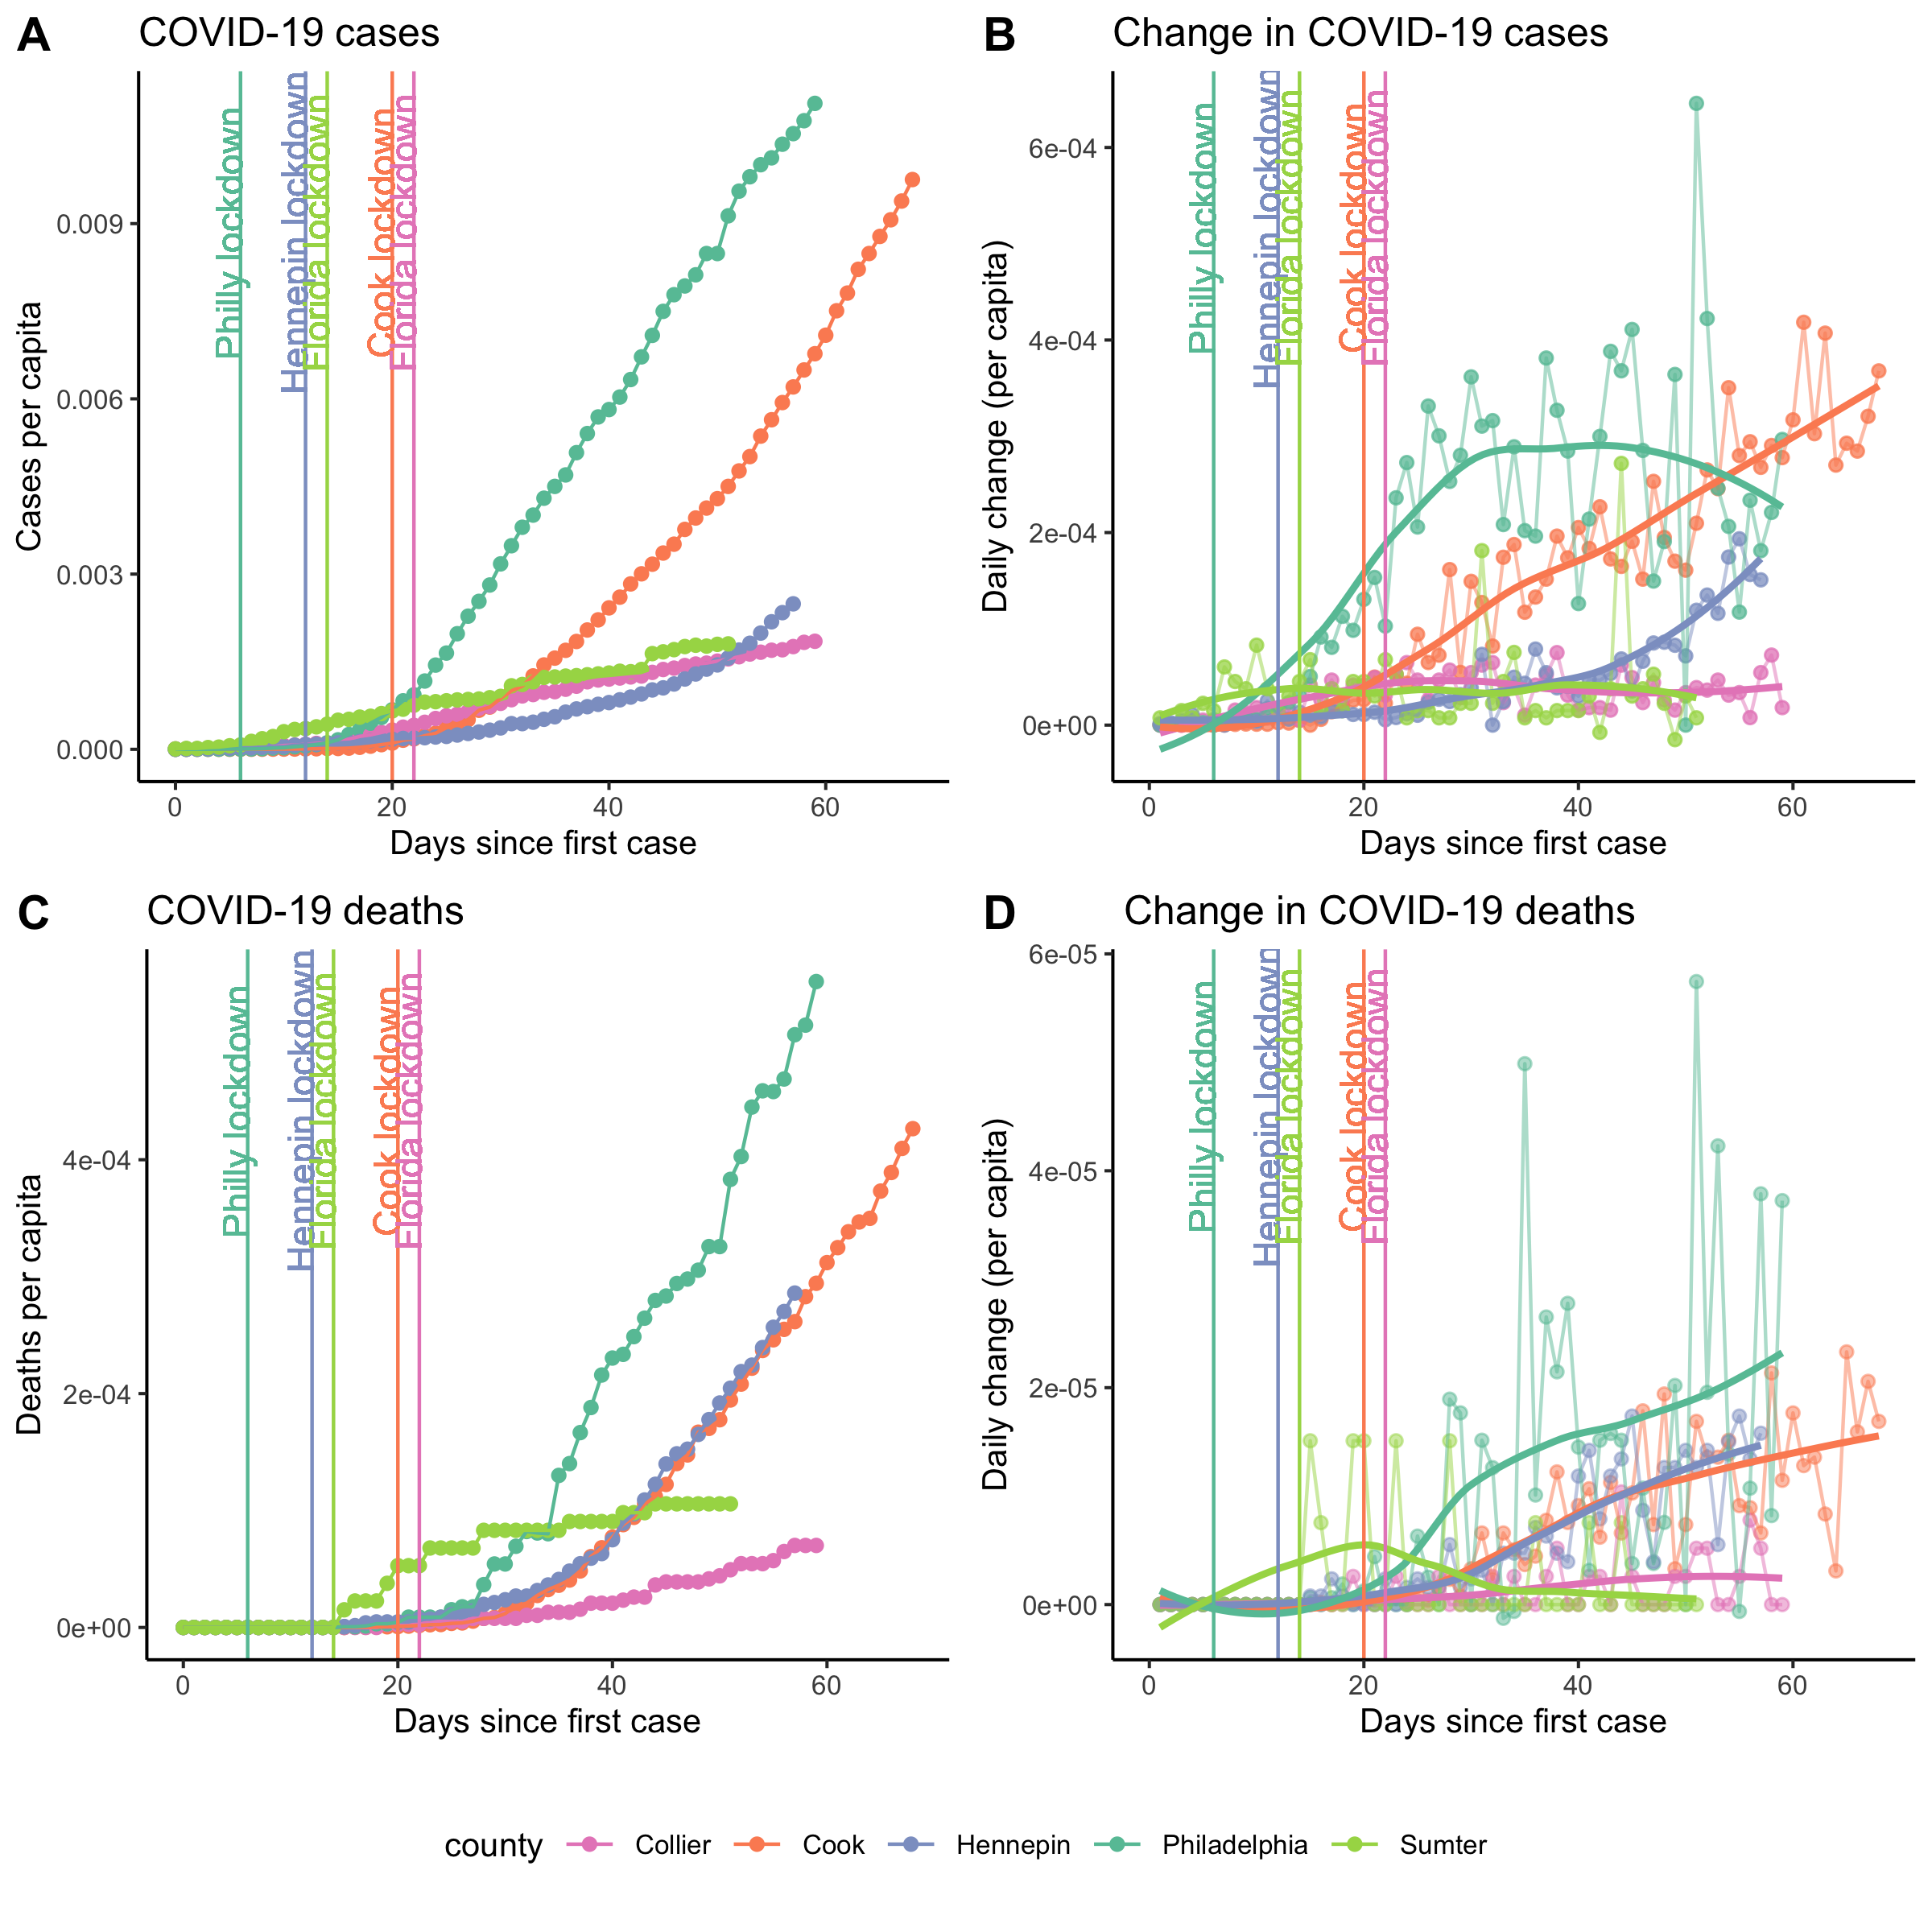 A
COVID-19 cases
Cases per capita
0.009
0.006
0.003
0.000
Philly lockdown
Hennepin lockdown
Florida lockdown
Cook lockdown
Florida lockdown
0 20 40 60
Days since first case
B
Change in COVID-19 cases
Daily change (per capita)
6e-04
4e-04
2e-04
0e+00
Philly lockdown
Hennepin lockdown
Florida lockdown
Cook lockdown
Florida lockdown
0 20 40 60
Days since first case
C
COVID-19 deaths
Deaths per capita
4e-04
2e-04
0e+00
Philly lockdown
Hennepin lockdown
Florida lockdown
Cook lockdown
Florida lockdown
0 20 40 60
Days since first case
D
Change in COVID-19 deaths
Daily change (per capita)
6e-05
4e-05
2e-05
0e+00
Philly lockdown
Hennepin lockdown
Florida lockdown
Cook lockdown
Florida lockdown
0 20 40 60
Days since first case
county Collier Cook Hennepin Philadelphia Sumter